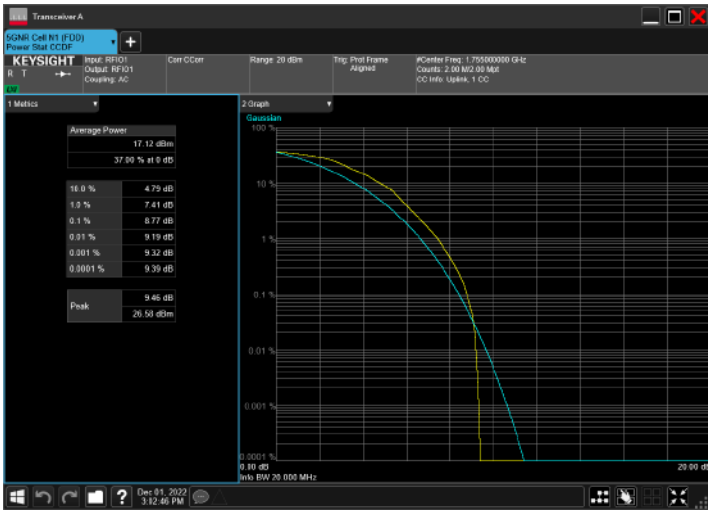 Transceiver A
5GNR Cell N1 (FDD)
Power Stat CCDF
KEYSIGHT
R T
LXI
Input: RFIO1
Output: RFIO1
Coupling: AC
Corr CCorr
Range: 20 dBm
Trig: Prot Frame
Aligned
#Center Freq: 1.755000000 GHz
Counts: 2.00 M/2.00 Mpt
CC Info: Uplink, 1 CC
1 Metrics
Average Power
17.12 dBm
37.00 % at 0 dB
10.0 % 4.79 dB
1.0 % 7.41 dB
0.1 % 8.77 dB
0.01 % 9.19 dB
0.001 % 9.32 dB
0.0001 % 9.39 dB
Peak
9.46 dB
26.58 dBm
2 Graph
Gaussian
100 %
10 %
1 %
0.1 %
0.01 %
0.001 %
0.0001 %
0.00 dB
20.00 dB
Info BW 20.000 MHz
?
Dec 01, 2022
3:12:46 PM